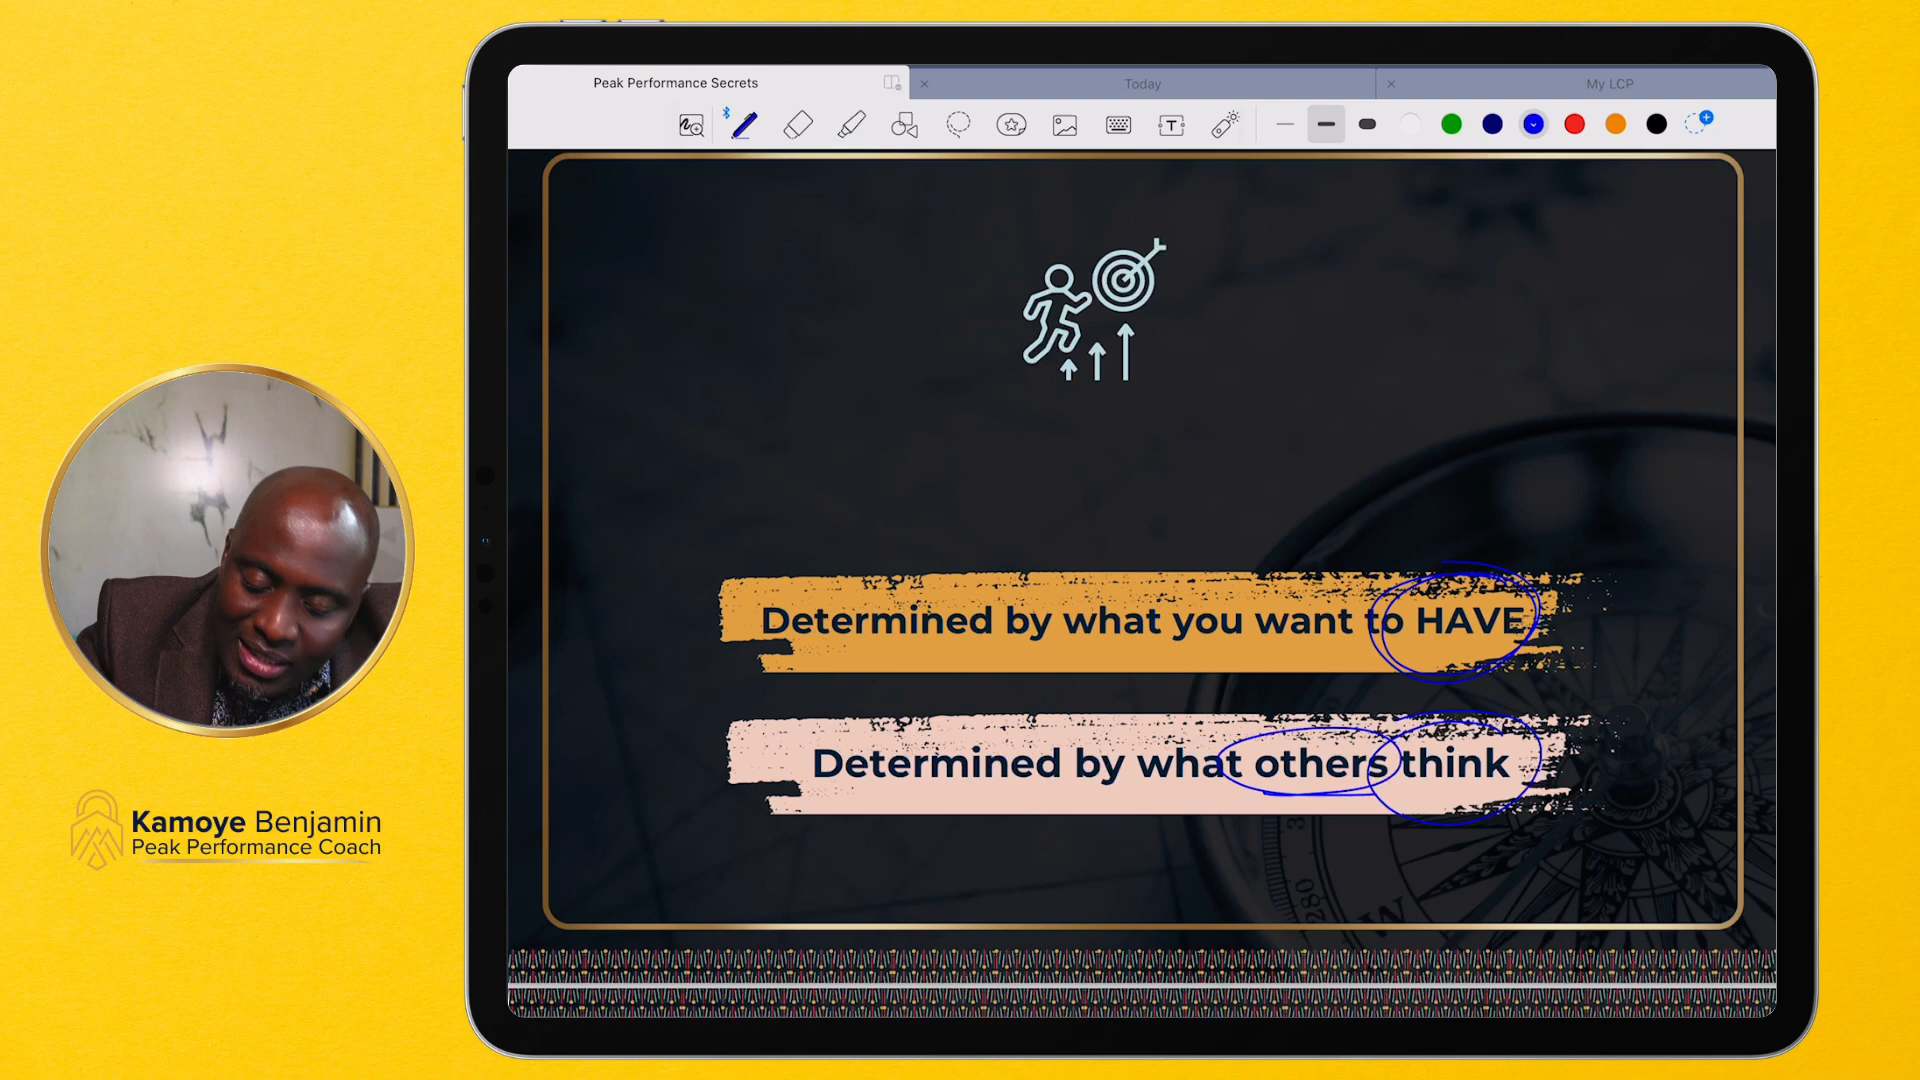 Peak Performance Secrets
Today
My LCP
T
Determined by what you want to HAVE
Determined by what others think
280
W
Kamoye Benjamin
Peak Performance Coach